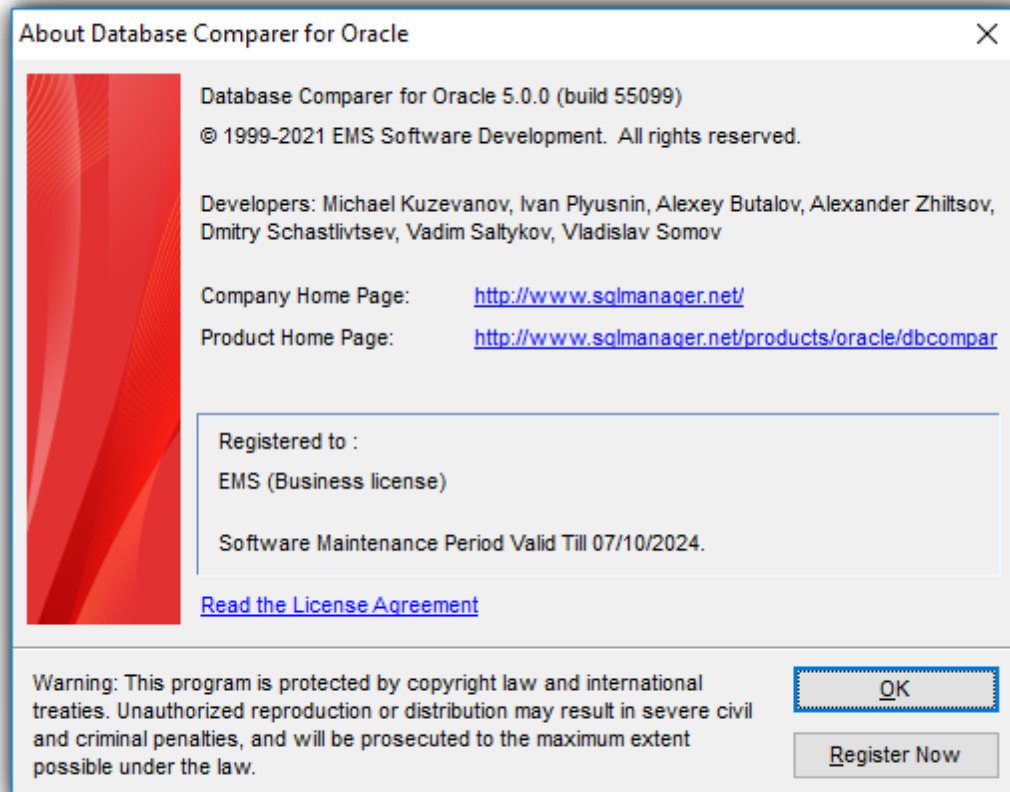 About Database Comparer for Oracle
Database Comparer for Oracle 5.0.0 (build 55099)
© 1999-2021 EMS Software Development. All rights reserved.
Developers: Michael Kuzevanov, Ivan Plyusnin, Alexey Butalov, Alexander Zhiltsov,
Dmitry Schastlivtsev, Vadim Saltykov, Vladislav Somov
Company Home Page: http://www.sqlmanager.net/
Product Home Page: http://www.sqlmanager.net/products/oracle/dbcompar
Registered to :
EMS (Business license)
Software Maintenance Period Valid Till 07/10/2024.
Read the License Agreement
Warning: This program is protected by copyright law and international
treaties. Unauthorized reproduction or distribution may result in severe civil
and criminal penalties, and will be prosecuted to the maximum extent
possible under the law.
OK
Register Now